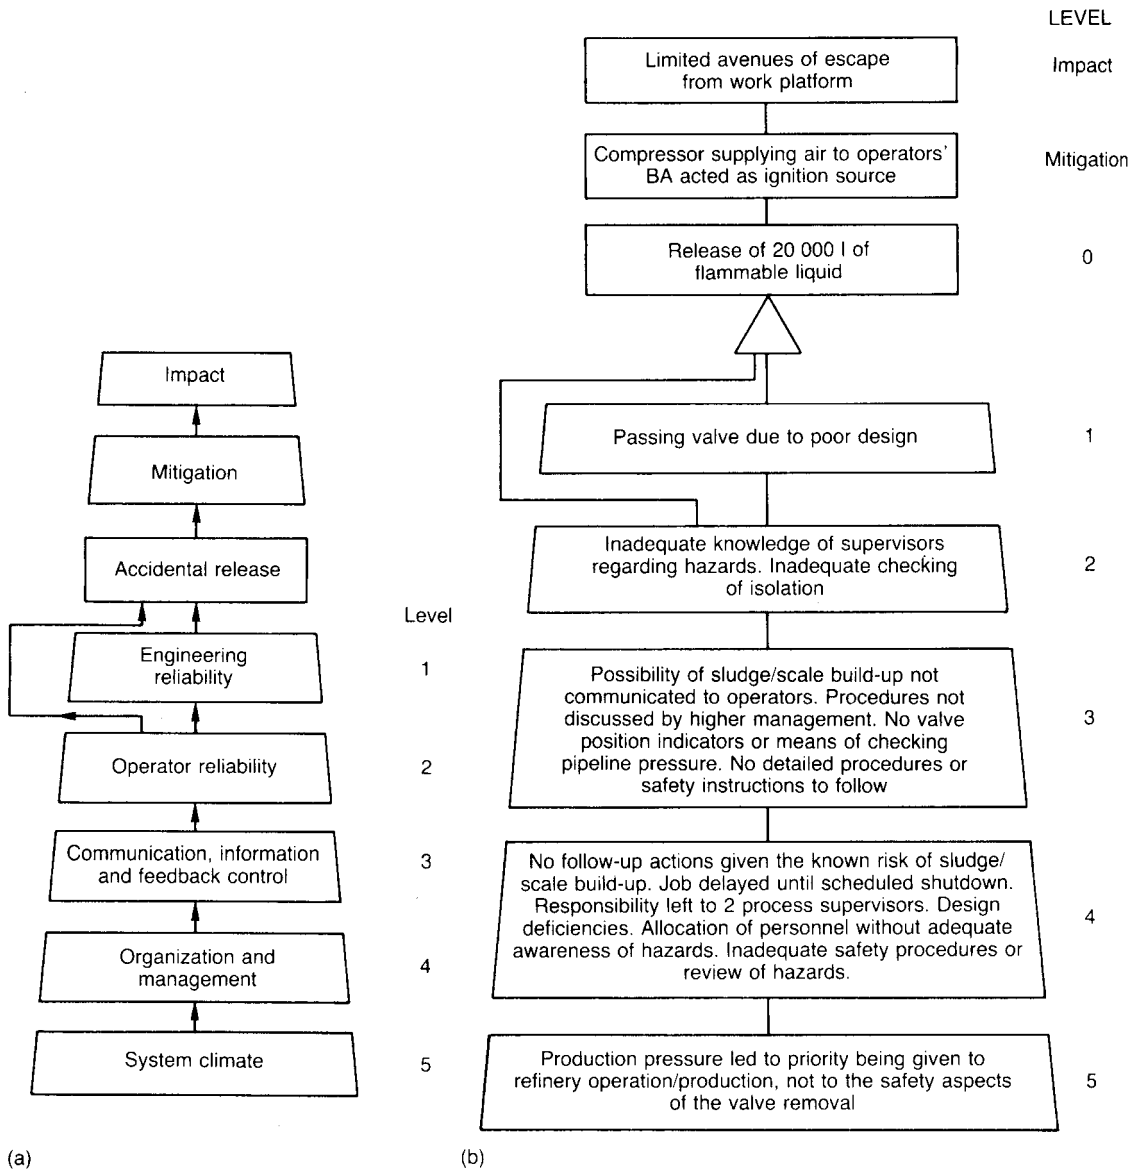 Impact
Mitigation
Accidental release
Engineering
reliability
Operator reliability
Communication, information
and feedback control
Organization and
management
System climate
Level
1
2
3
4
5
(a)
LEVEL
Limited avenues of escape
from work platform
Impact
Compressor supplying air to operators'
BA acted as ignition source
Mitigation
Release of 20 000 l of
flammable liquid
0
Passing valve due to poor design
1
Inadequate knowledge of supervisors
regarding hazards. Inadequate checking
of isolation
2
Possibility of sludge/scale build-up not
communicated to operators. Procedures not
discussed by higher management. No valve
position indicators or means of checking
pipeline pressure. No detailed procedures or
safety instructions to follow
3
No follow-up actions given the known risk of sludge/
scale build-up. Job delayed until scheduled shutdown.
Responsibility left to 2 process supervisors. Design
deficiencies. Allocation of personnel without adequate
awareness of hazards. Inadequate safety procedures or
review of hazards.
4
Production pressure led to priority being given to
refinery operation/production, not to the safety aspects
of the valve removal
5
(b)